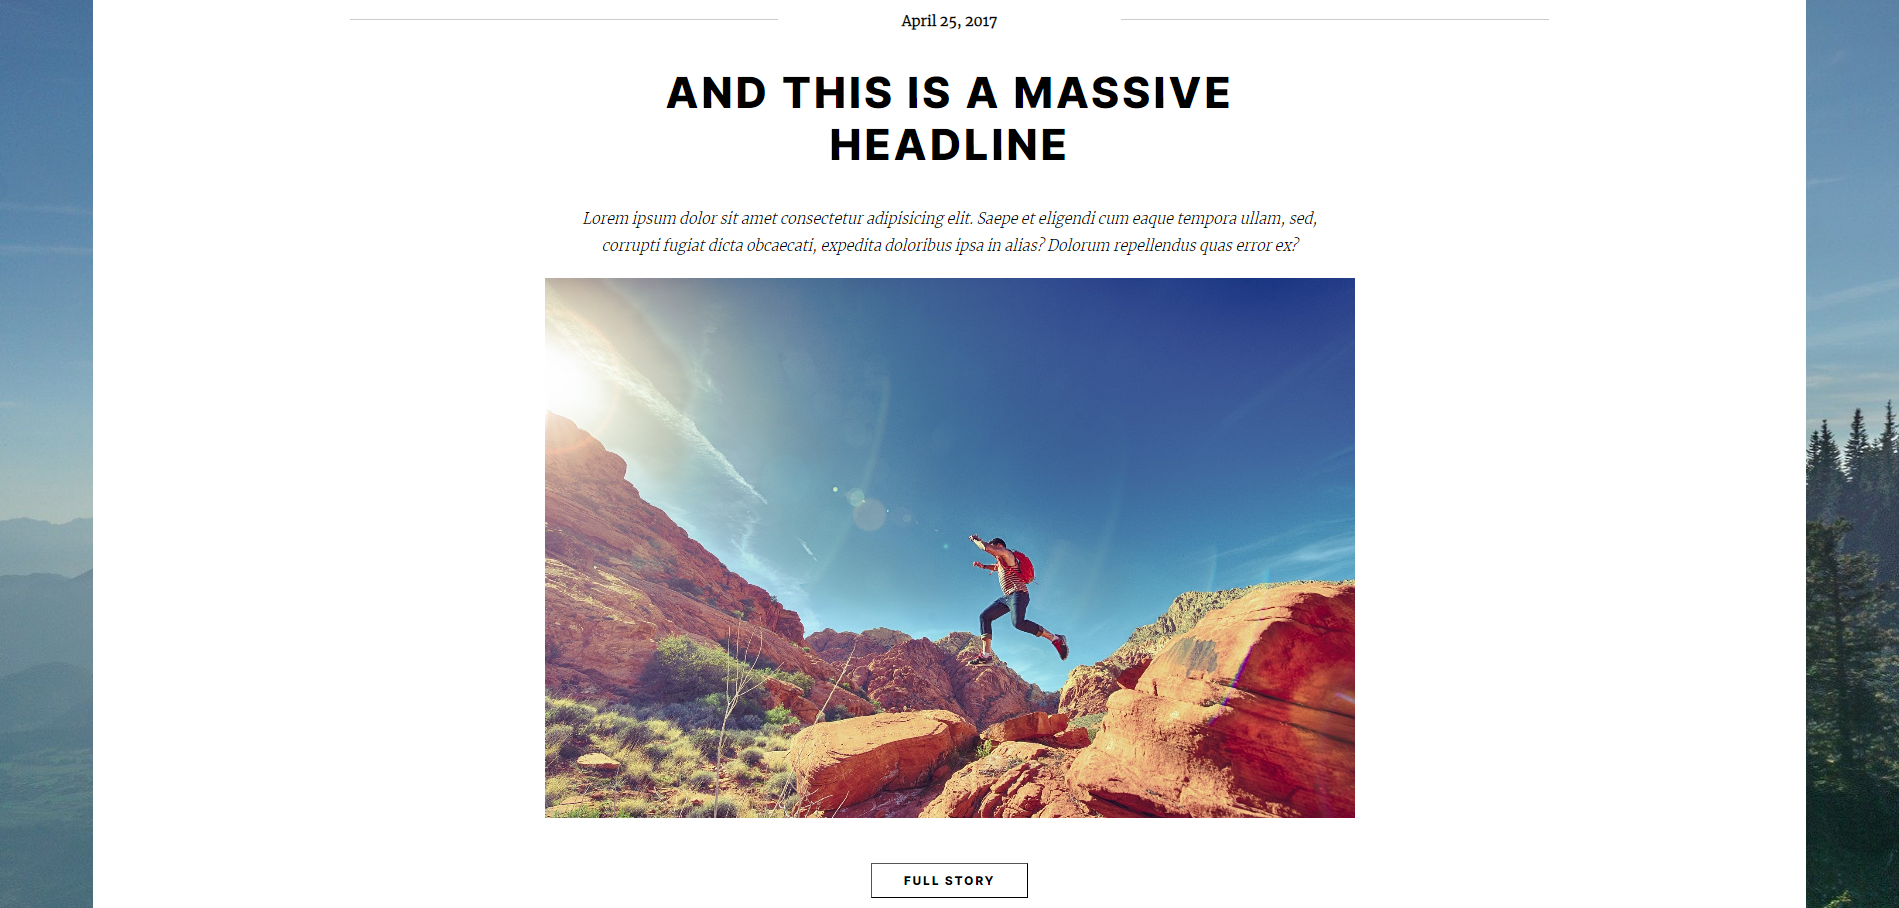 April 25, 2017
AND THIS IS A MASSIVE
HEADLINE
Lorem ipsum dolor sit amet consectetur adipisicing elit. Saepe et eligendi cum eaque tempora ullam, sed,
corrupti fugiat dicta obcaecati, expedita doloribus ipsa in alias? Dolorum repellendus quas error ex?
FULL STORY